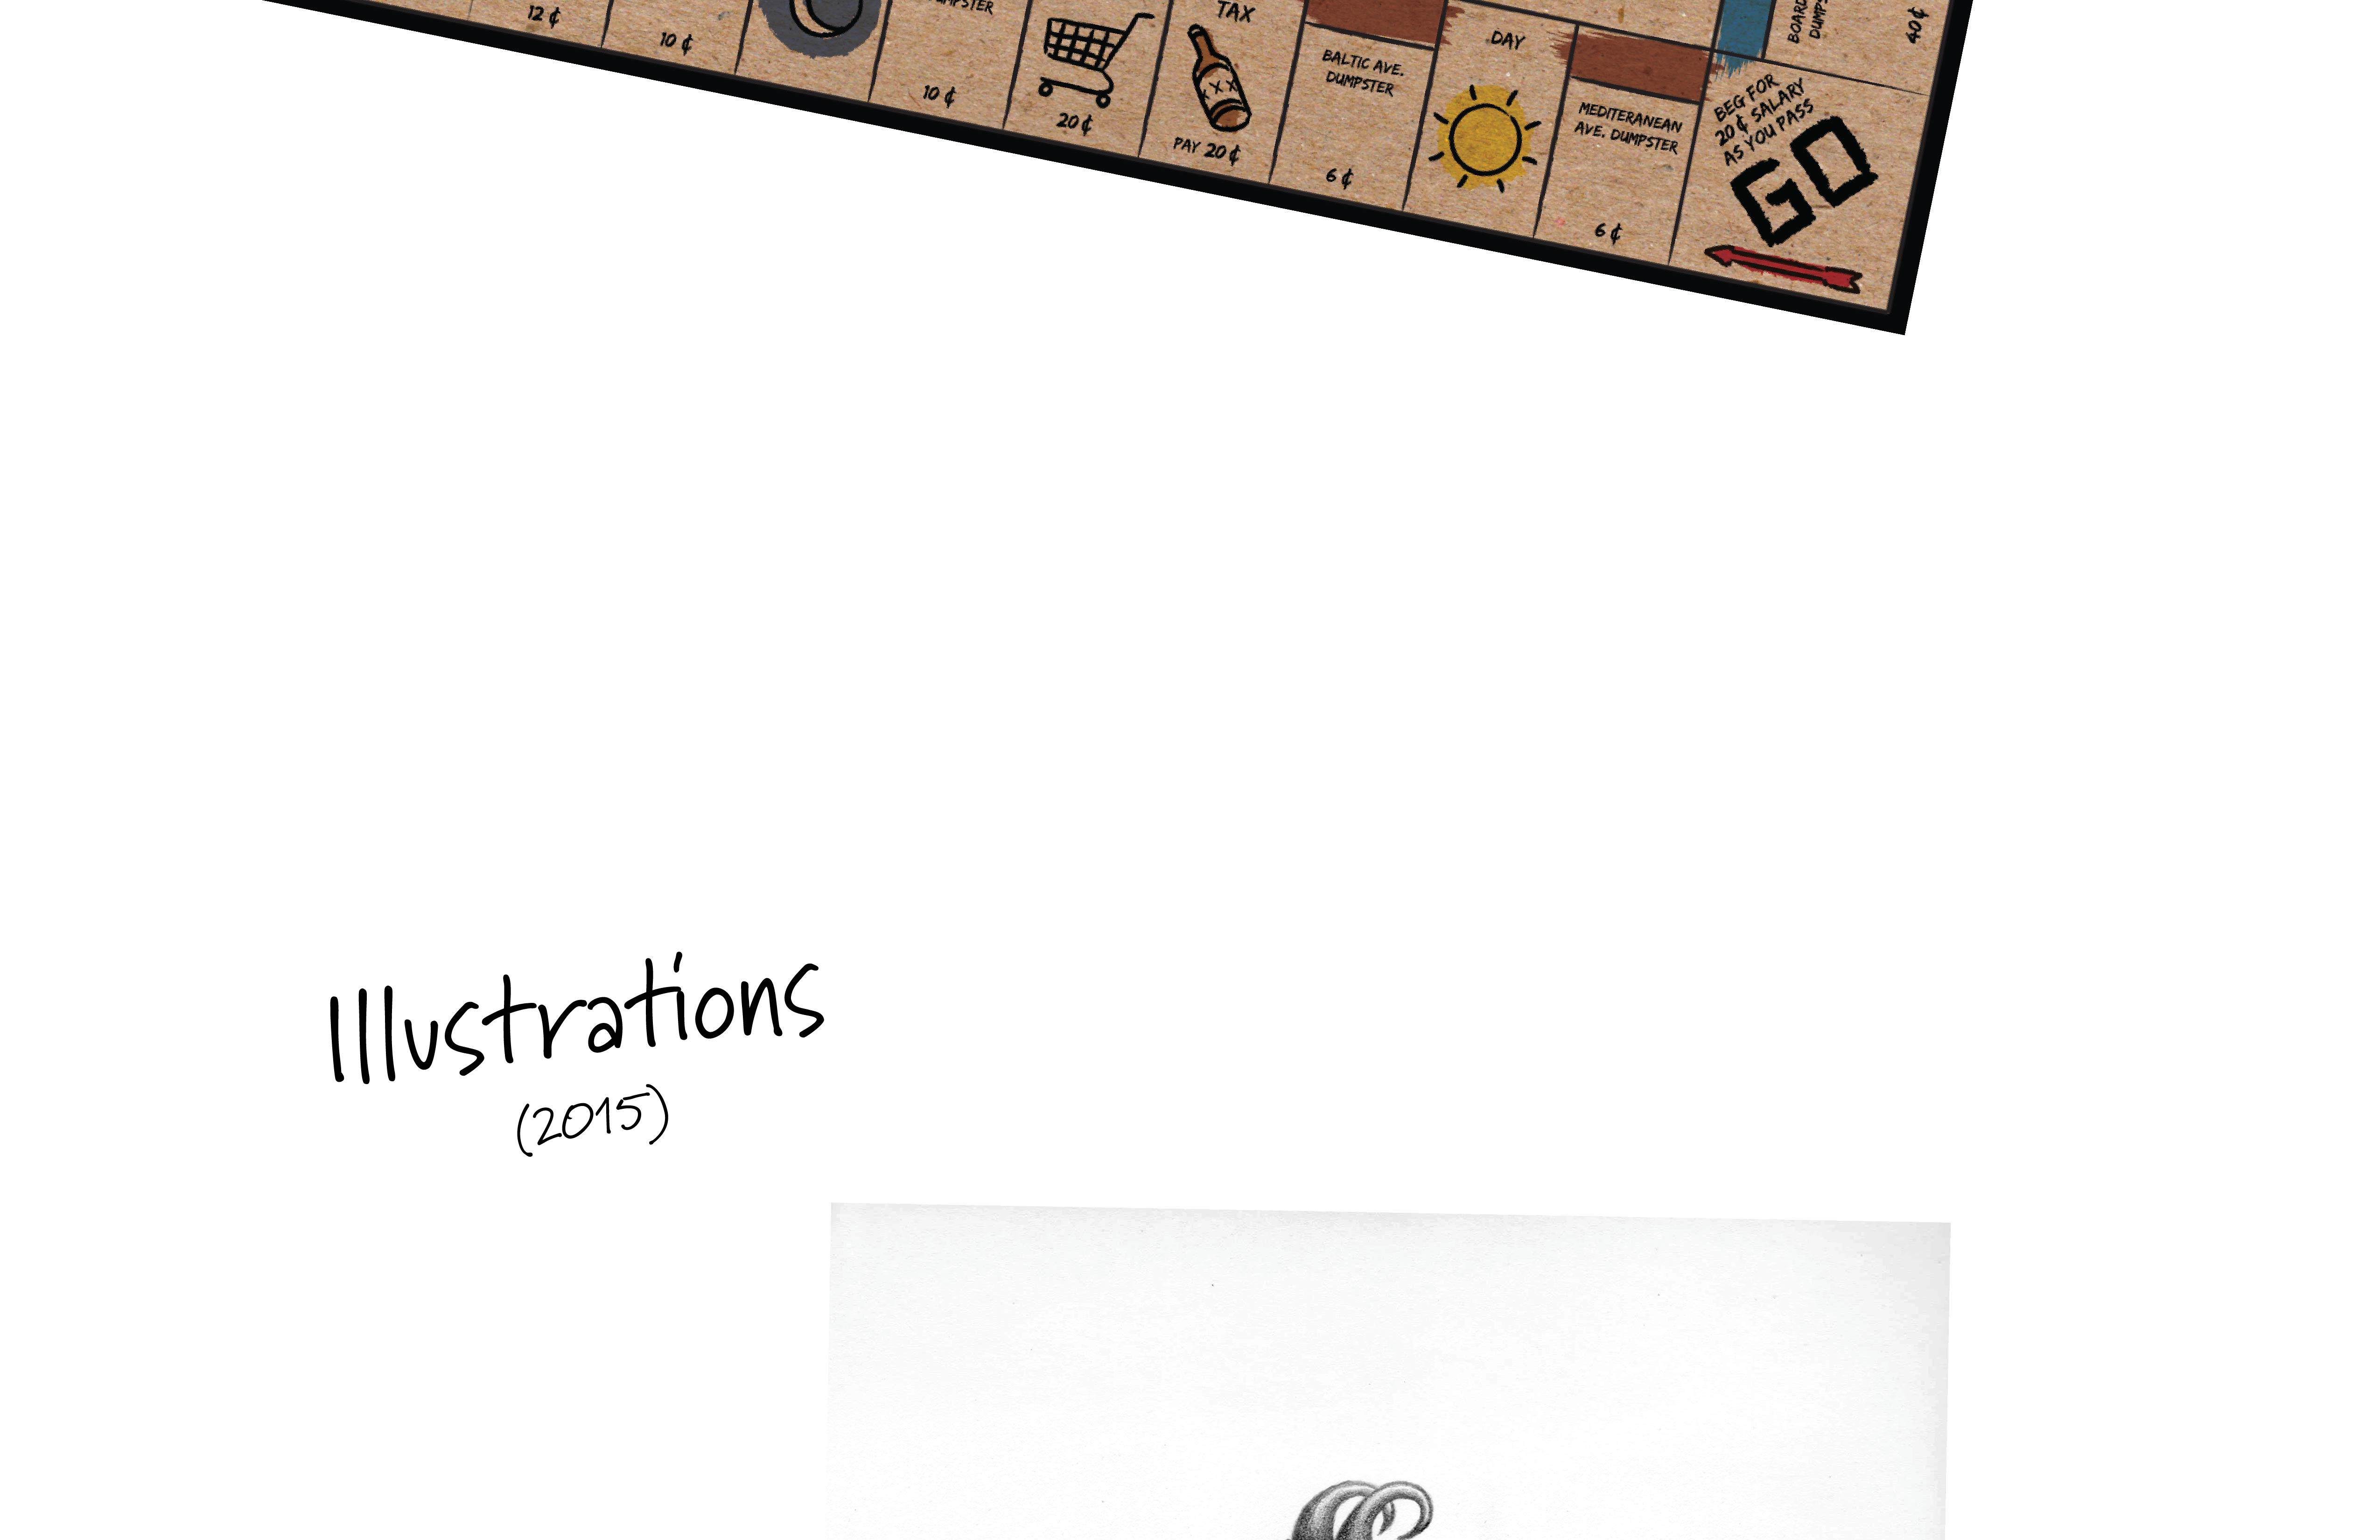 12 ¢
10 ¢
10 ¢
20 ¢
TAX
PAY 20 ¢
BALTIC AVE.
DUMPSTER
6 ¢
DAY
MEDITERANEAN
AVE. DUMPSTER
6 ¢
40 ¢
BEG FOR
20 ¢ SALARY
AS YOU PASS
GO
Illustrations
(2015)